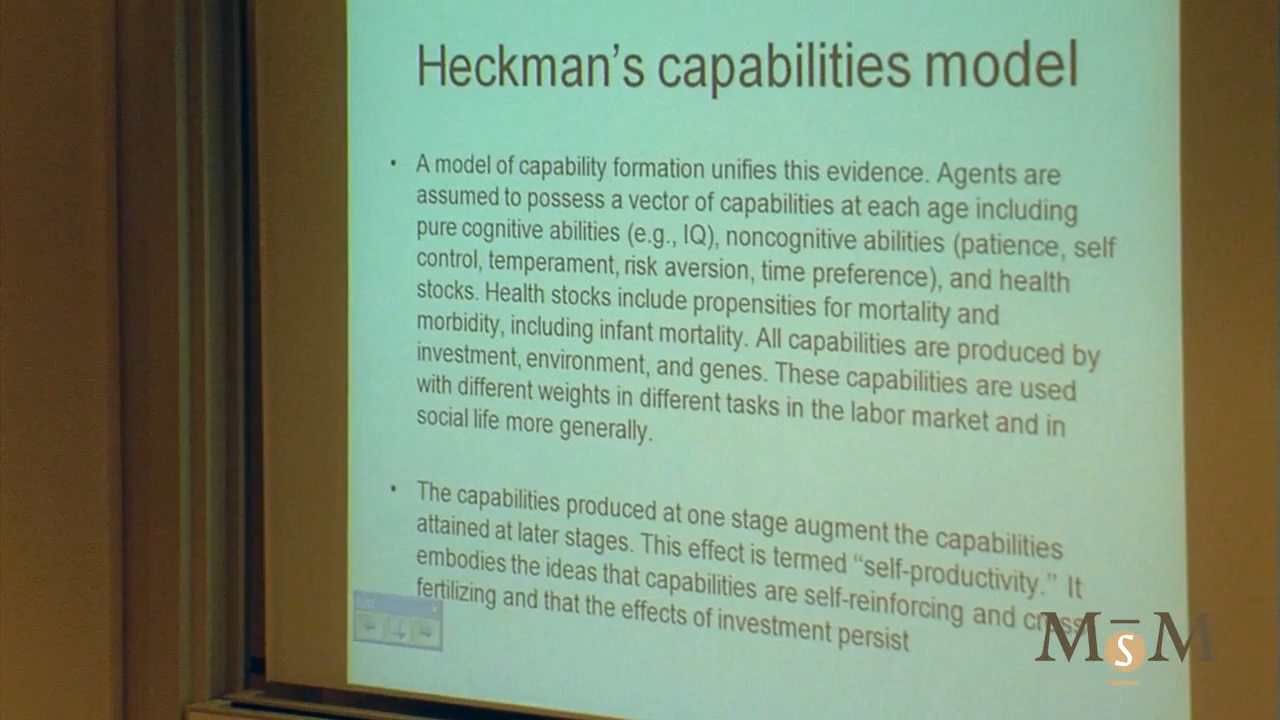 Heckman's capabilities model
• A model of capability formation unifies this evidence. Agents are
assumed to possess a vector of capabilities at each age including
pure cognitive abilities (e.g., IQ), noncognitive abilities (patience, self
control, temperament, risk aversion, time preference), and health
stocks. Health stocks include propensities for mortality and
morbidity, including infant mortality. All capabilities are produced by
investment, environment, and genes. These capabilities are used
with different weights in different tasks in the labor market and in
social life more generally.
• The capabilities produced at one stage augment the capabilities
attained at later stages. This effect is termed “self-productivity.” It
embodies the ideas that capabilities are self-reinforcing and cross
fertilizing and that the effects of investment persist
MSM